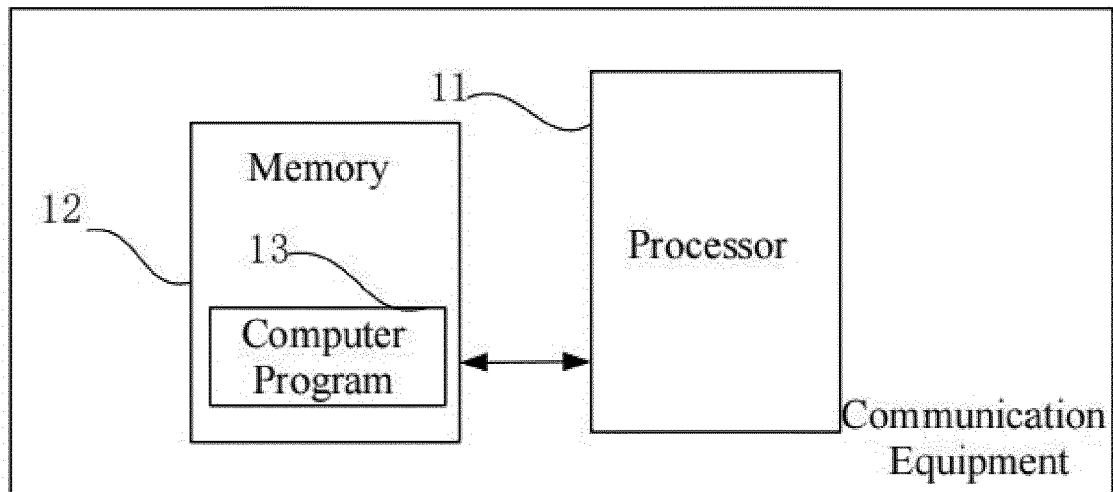 11
Memory
12
Processor
13
Computer
Program
Communication
Equipment